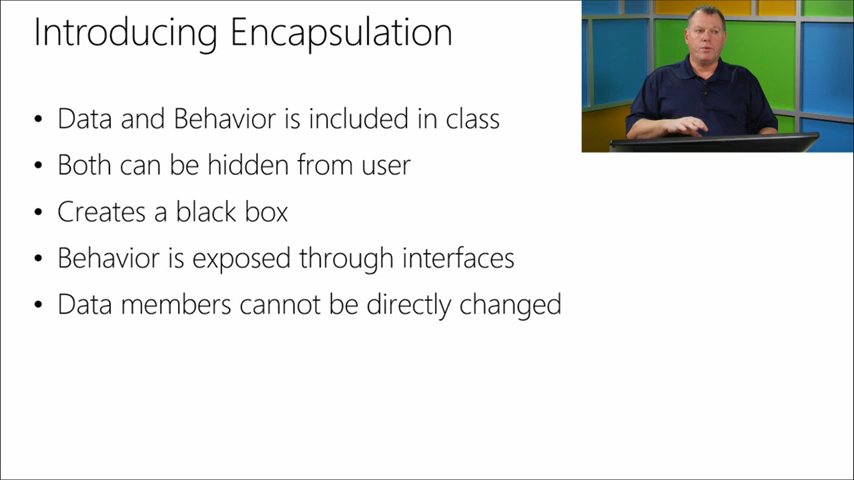 Introducing Encapsulation
• Data and Behavior is included in class
• Both can be hidden from user
• Creates a black box
• Behavior is exposed through interfaces
• Data members cannot be directly changed